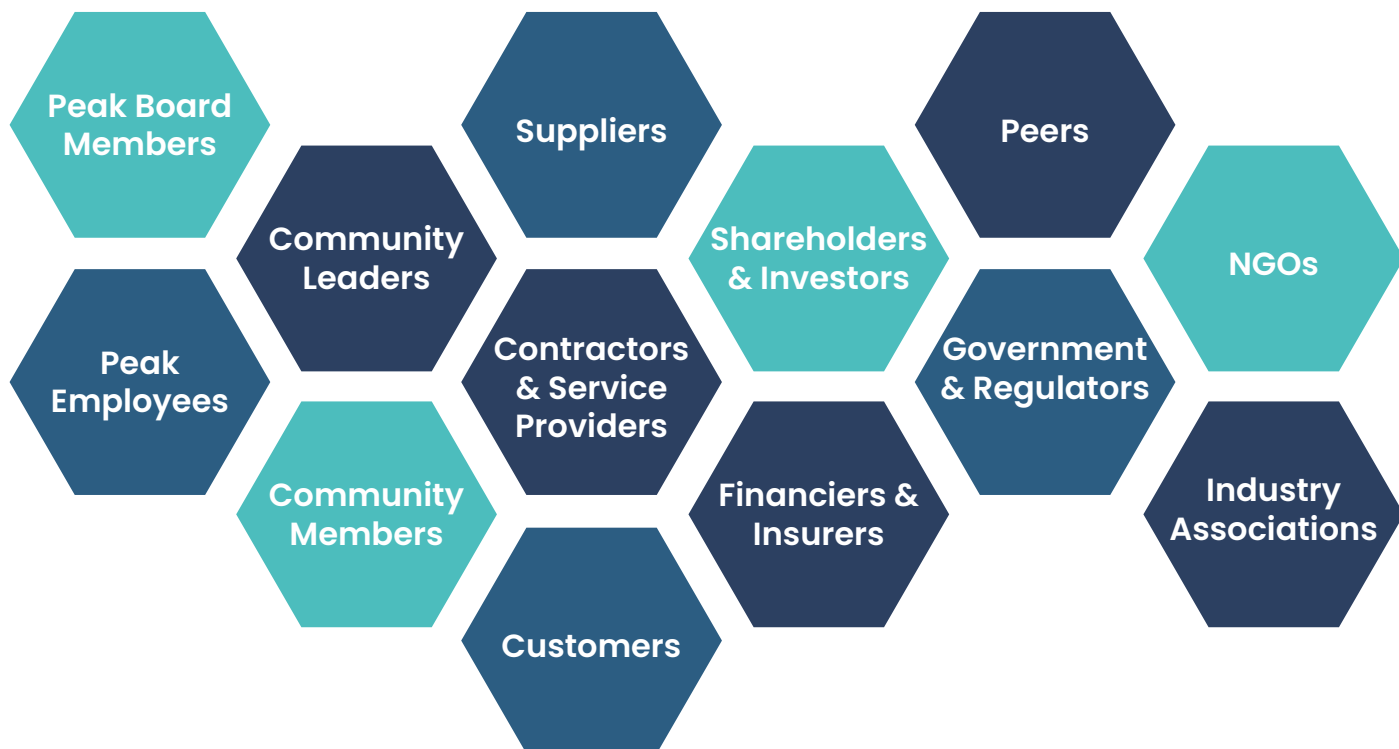 Peak Board
Members
Suppliers
Peers
Community
Leaders
Shareholders
& Investors
NGOs
Peak
Employees
Contractors
& Service
Providers
Government
& Regulators
Community
Members
Financiers &
Insurers
Industry
Associations
Customers